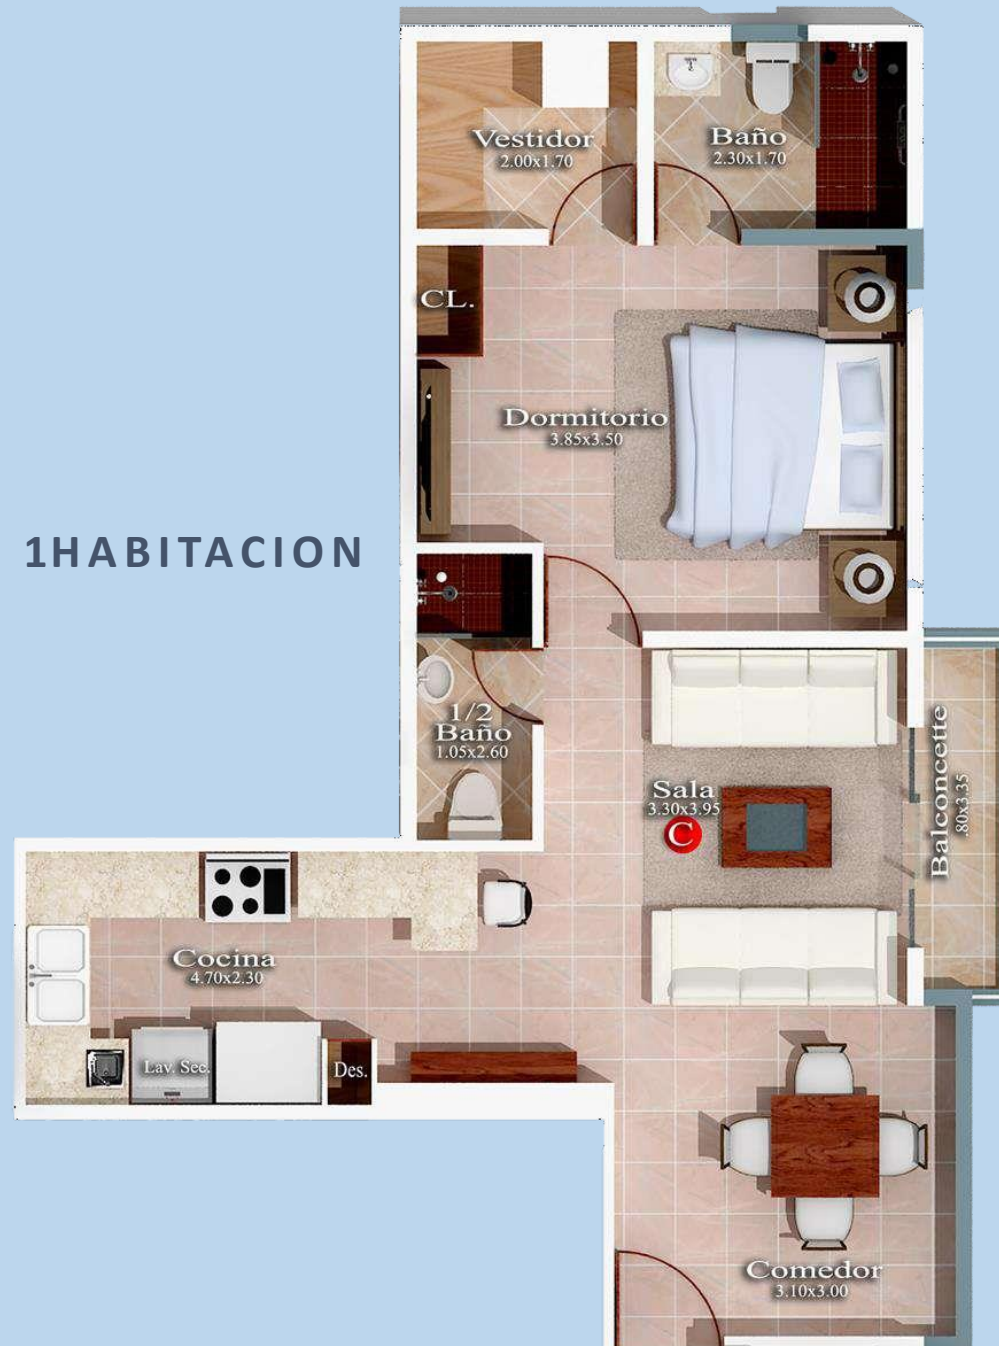 Vestidor
2.00x1.70
Baño
2.30x1.70
CL.
Dormitorio
3.85x3.50
1HABITACION
1/2
Baño
1.05x2.60
Sala
3.30x3.95
C
Balconcette
.80x3.35
Cocina
4.70x2.30
Lav. Sec.
Des.
Comedor
3.10x3.00